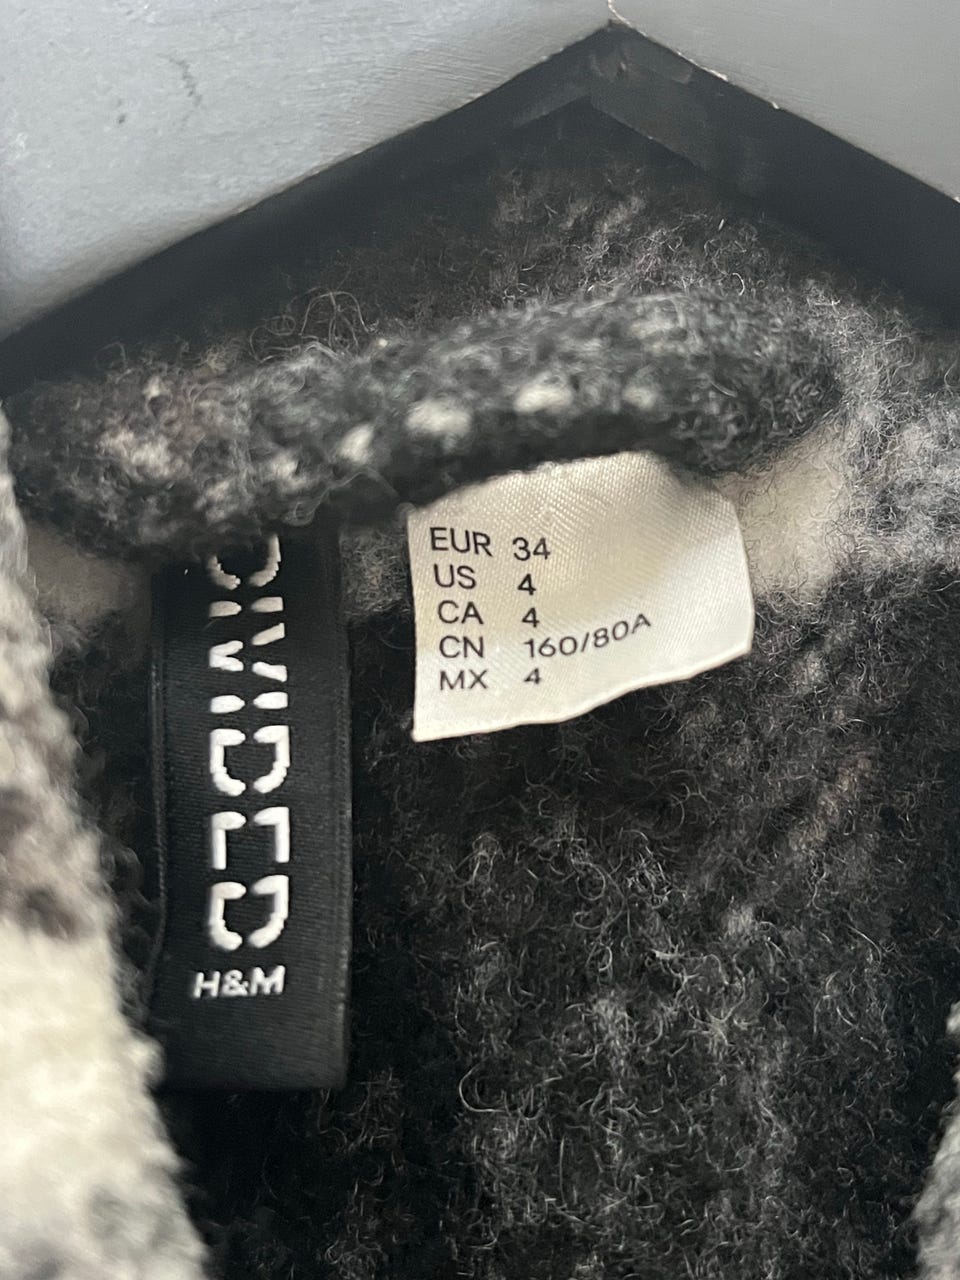 DIVIDED
H&M
EUR 34
US 4
CA 4
CN 160/80A
MX 4